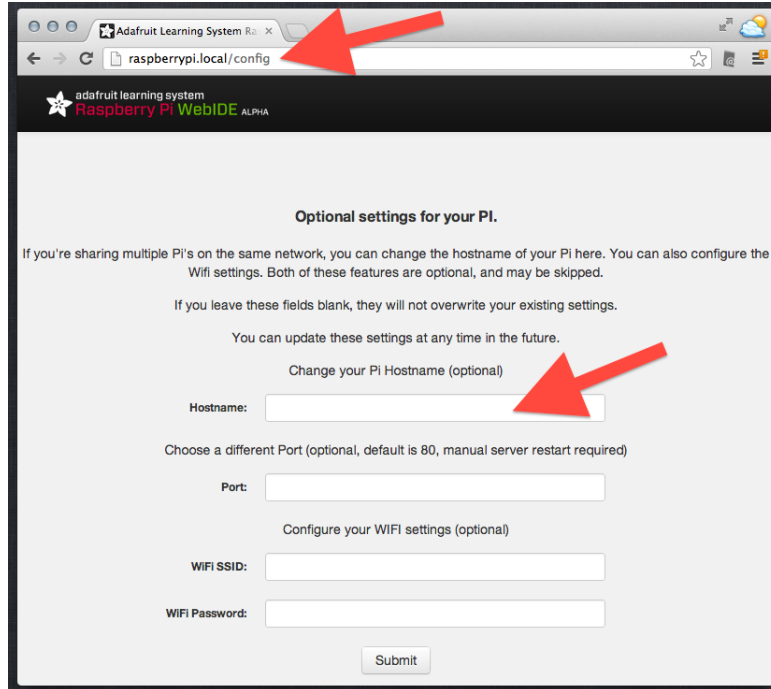 Adafruit Learning System Ra
raspberrypi.local/config
adafruit learning system
Raspberry Pi WebIDE ALPHA
Optional settings for your PI.
If you're sharing multiple Pi's on the same network, you can change the hostname of your Pi here. You can also configure the
Wifi settings. Both of these features are optional, and may be skipped.
If you leave these fields blank, they will not overwrite your existing settings.
You can update these settings at any time in the future.
Change your Pi Hostname (optional)
Hostname:
Choose a different Port (optional, default is 80, manual server restart required)
Port:
Configure your WIFI settings (optional)
WiFi SSID:
WiFi Password:
Submit